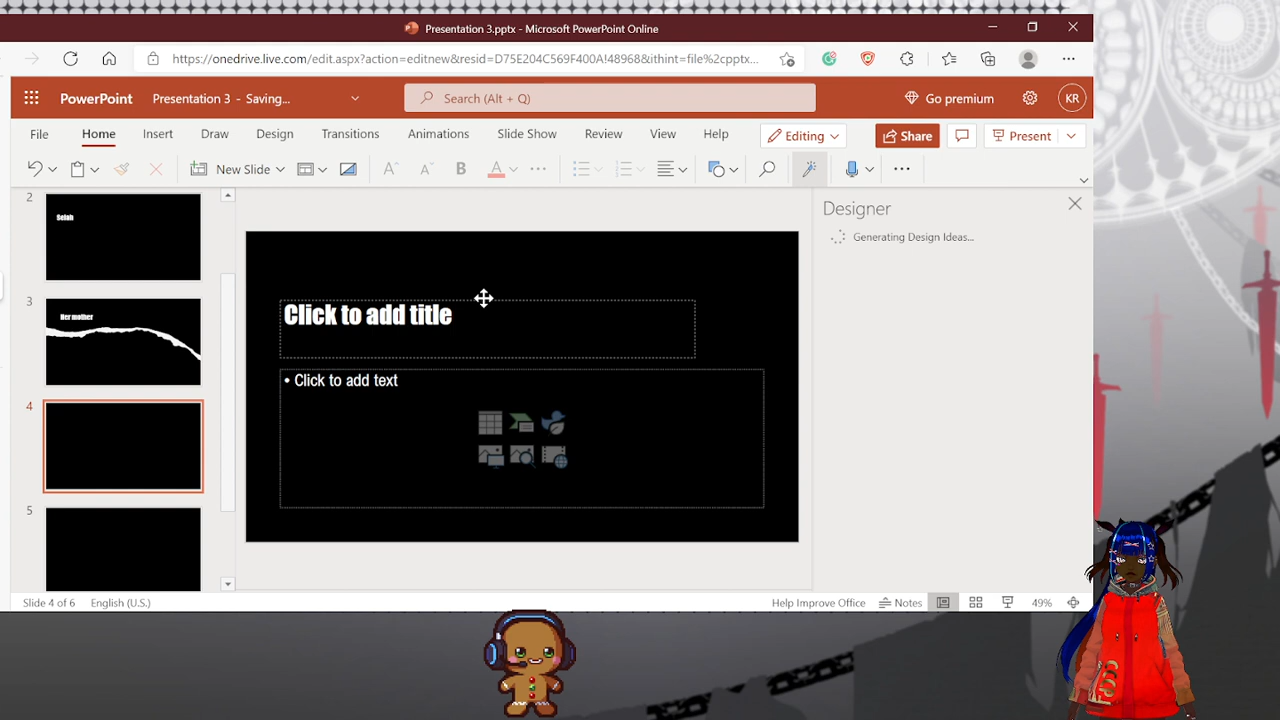 Presentation 3.pptx - Microsoft PowerPoint Online
https://onedrive.live.com/edit.aspx?action=editnew&resid=D75E204C569F400A!48968&ithint=file%2cpptx...
PowerPoint
Presentation 3 - Saving...
Search (Alt + Q)
Go premium
KR
File Home Insert Draw Design Transitions Animations Slide Show Review View Help
Editing
Share
Present
New Slide
A A B A
2
Selah
3
Her mother
4
5
Click to add title
• Click to add text
Designer
Generating Design Ideas...
Slide 4 of 6 English (U.S.) Help Improve Office Notes 49%